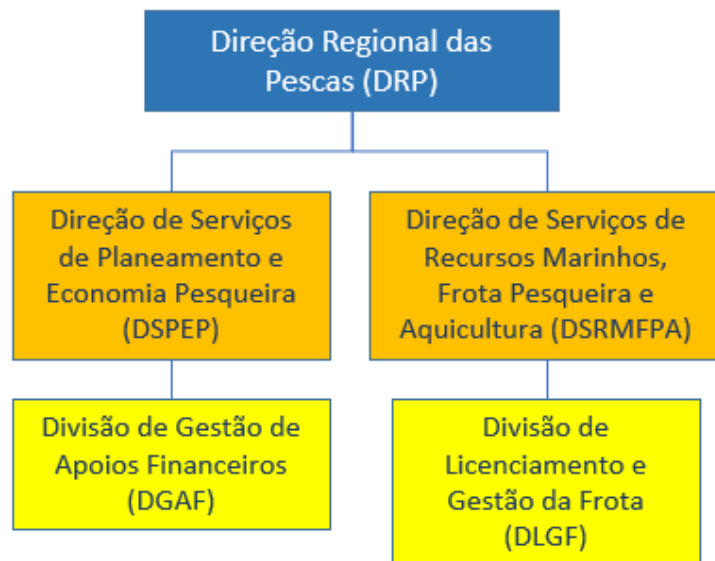 Direção Regional das
Pescas (DRP)
Direção de Serviços
de Planeamento e
Economia Pesqueira
(DSPEP)
Direção de Serviços de
Recursos Marinhos,
Frota Pesqueira e
Aquicultura (DSRMFPA)
Divisão de Gestão de
Apoios Financeiros
(DGAF)
Divisão de
Licenciamento e
Gestão da Frota
(DLGF)